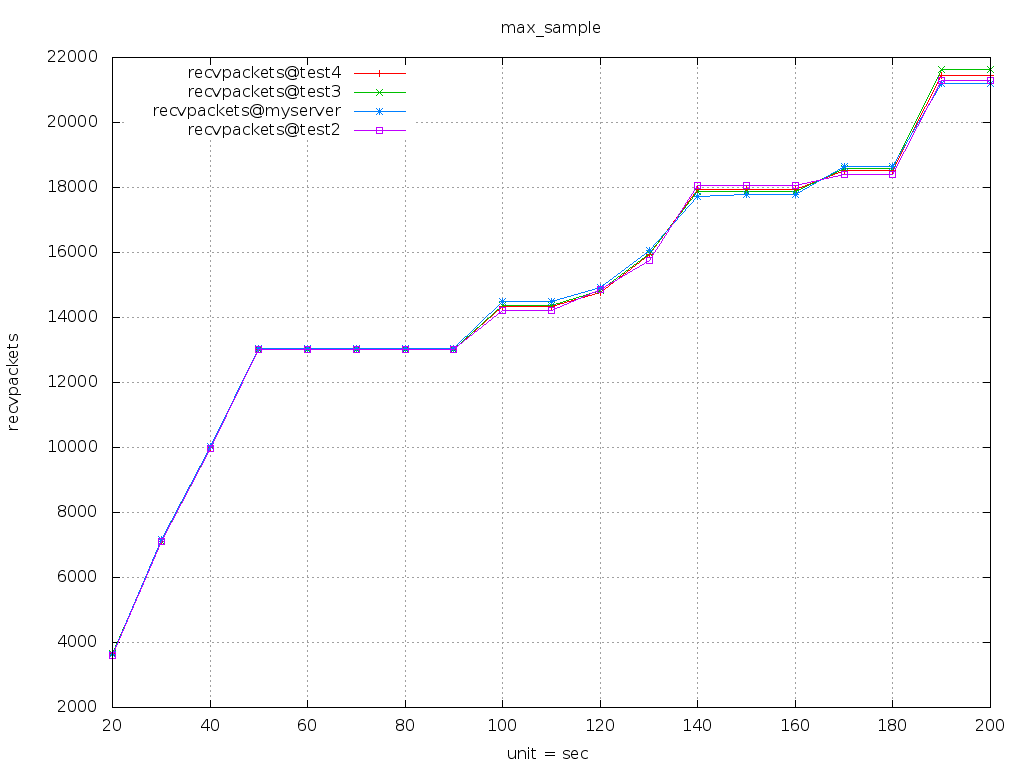 max_sample
22000
20000
18000
16000
14000
12000
10000
8000
6000
4000
2000
recvpackets
recvpackets@test4
recvpackets@test3
recvpackets@myserver
recvpackets@test2
20 40 60 80 100 120 140 160 180 200
unit = sec